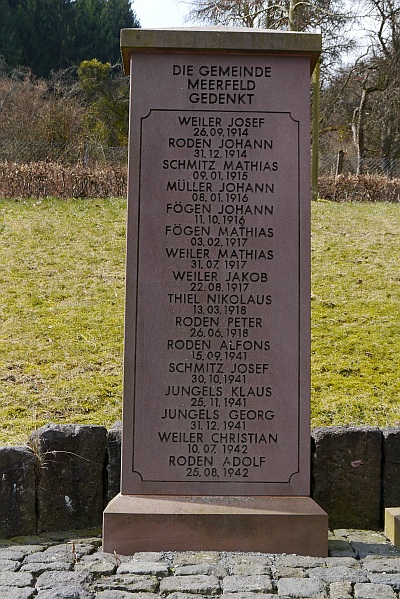 DIE GEMEINDE
MEERFELD
GEDENKT
WEILER JOSEF
26.09.1914
RODEN JOHANN
31.12.1914
SCHMITZ MATHIAS
09.01.1915
MÜLLER JOHANN
08.01.1916
FÖGEN JOHANN
11.10.1916
FÖGEN MATHIAS
03.02.1917
WEILER MATHIAS
31.07.1917
WEILER JAKOB
22.08.1917
THIEL NIKOLAUS
13.03.1918
RODEN PETER
26.06.1918
RODEN ALFONS
15.09.1941
SCHMITZ JOSEF
30.10.1941
JUNGELS KLAUS
25.11.1941
JUNGELS GEORG
31.12.1941
WEILER CHRISTIAN
10.07.1942
RODEN ADOLF
25.08.1942